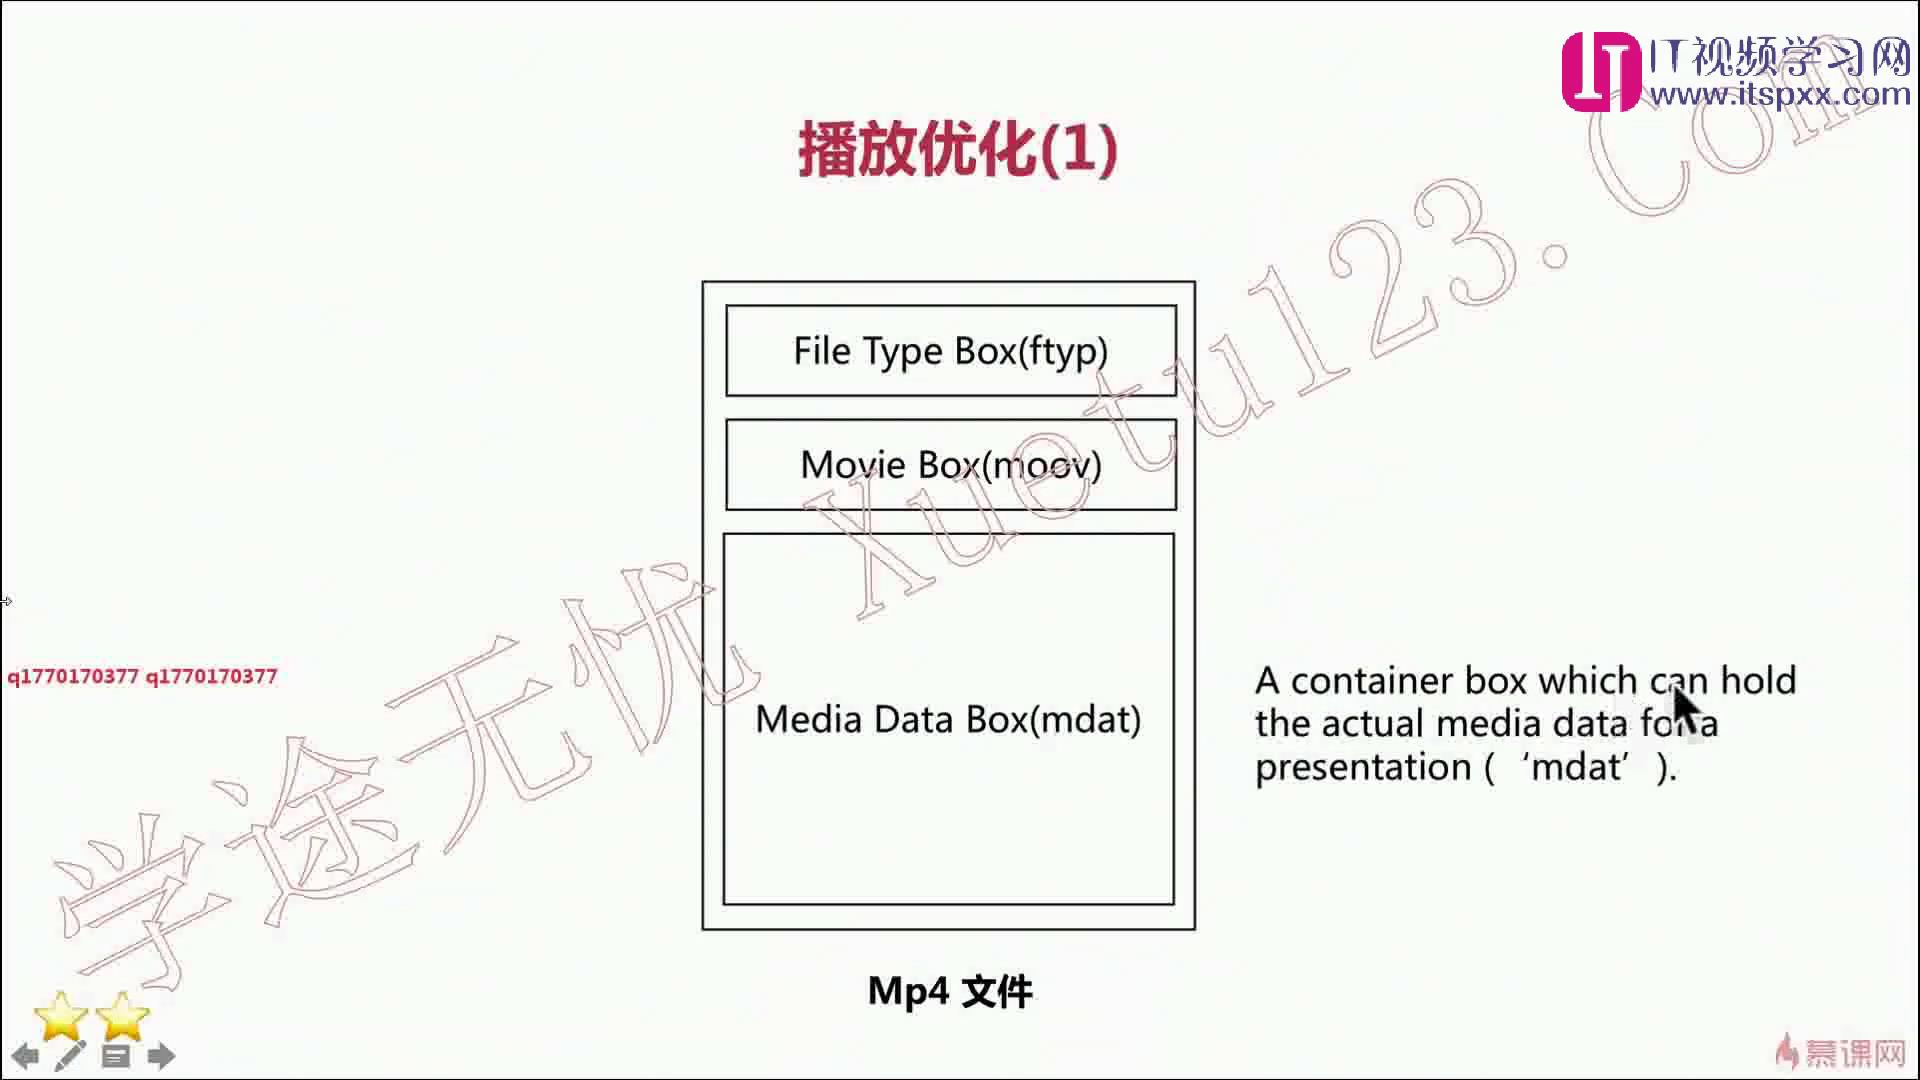 IT视频学习网
www.itspxx.com
播放优化(1)
File Type Box(ftyp)
Movie Box(moov)
Media Data Box(mdat)
A container box which can hold
the actual media data for a
presentation (‘mdat’).
q1770170377 q1770170377
学途无忧 Xuetu123.Com
Mp4 文件
慕课网